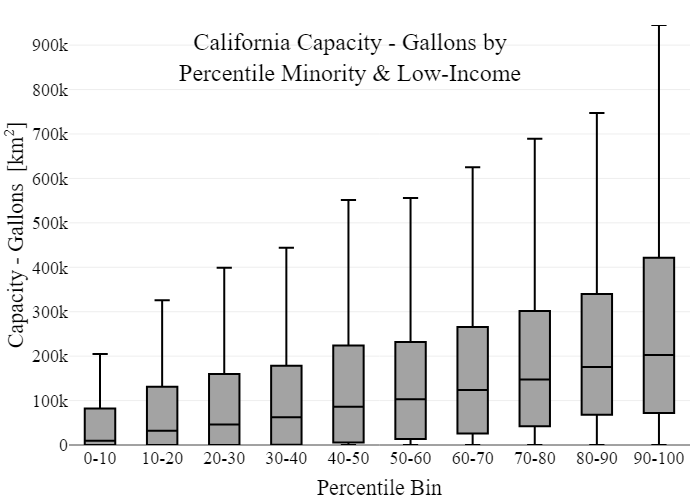 California Capacity - Gallons by
Percentile Minority & Low-Income
Capacity - Gallons [km²]
900k
800k
700k
600k
500k
400k
300k
200k
100k
0
0-10 10-20 20-30 30-40 40-50 50-60 60-70 70-80 80-90 90-100
Percentile Bin